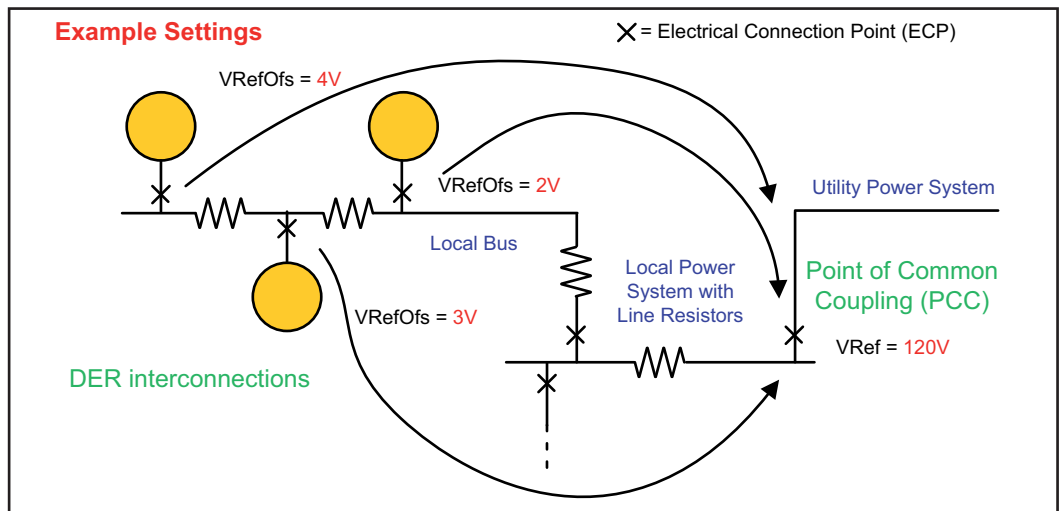 Example Settings
= Electrical Connection Point (ECP)
VRefOfs = 4V
VRefOfs = 2V
Utility Power System
Local Bus
Local Power
System with
Line Resistors
Point of Common
Coupling (PCC)
VRefOfs = 3V
VRef = 120V
DER interconnections